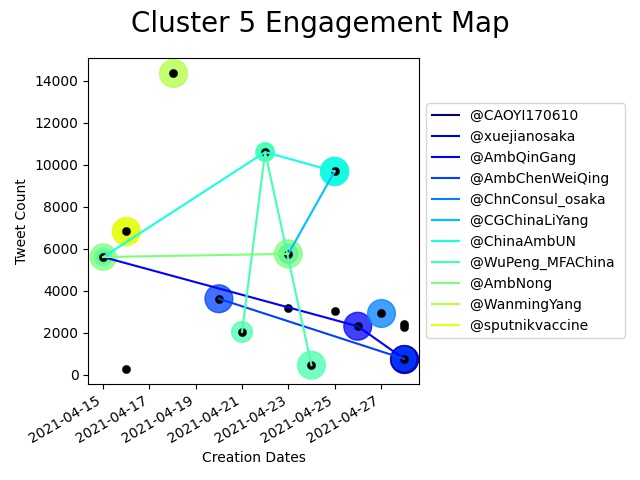 Cluster 5 Engagement Map
Tweet Count
14000
12000
10000
8000
6000
4000
2000
0
2021-04-15
2021-04-17
2021-04-19
2021-04-21
2021-04-23
2021-04-25
2021-04-27
Creation Dates
@CAOYI170610
@xuejianosaka
@AmbQinGang
@AmbChenWeiQing
@ChnConsul_osaka
@CGChinaLiYang
@ChinaAmbUN
@WuPeng_MFAChina
@AmbNong
@WanmingYang
@sputnikvaccine